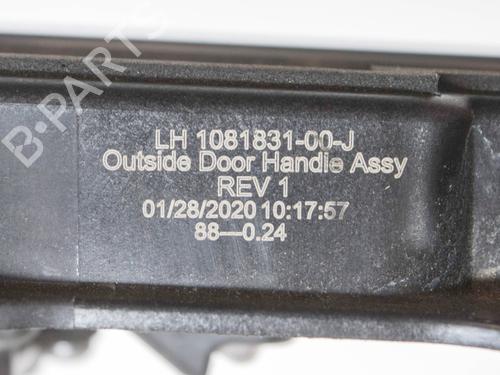 B-PARTS
LH 1081831-00-J
Outside Door Handle Assy
REV 1
01/28/2020 10:17:57
88—0.24